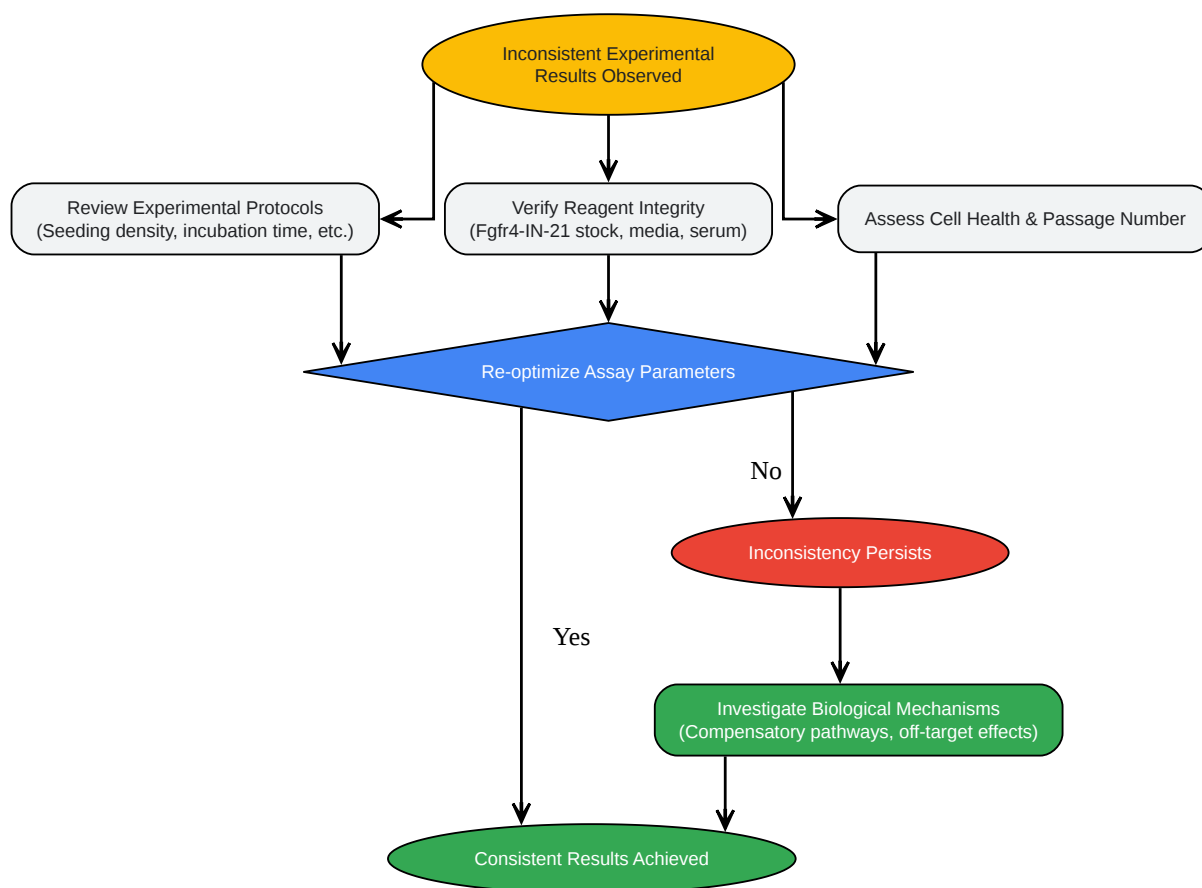 Inconsistent Experimental
Results Observed
Review Experimental Protocols
(Seeding density, incubation time, etc.)
Verify Reagent Integrity
(Fgfr4-IN-21 stock, media, serum)
Assess Cell Health & Passage Number
Re-optimize Assay Parameters
No
Inconsistency Persists
Yes
Investigate Biological Mechanisms
(Compensatory pathways, off-target effects)
Consistent Results Achieved